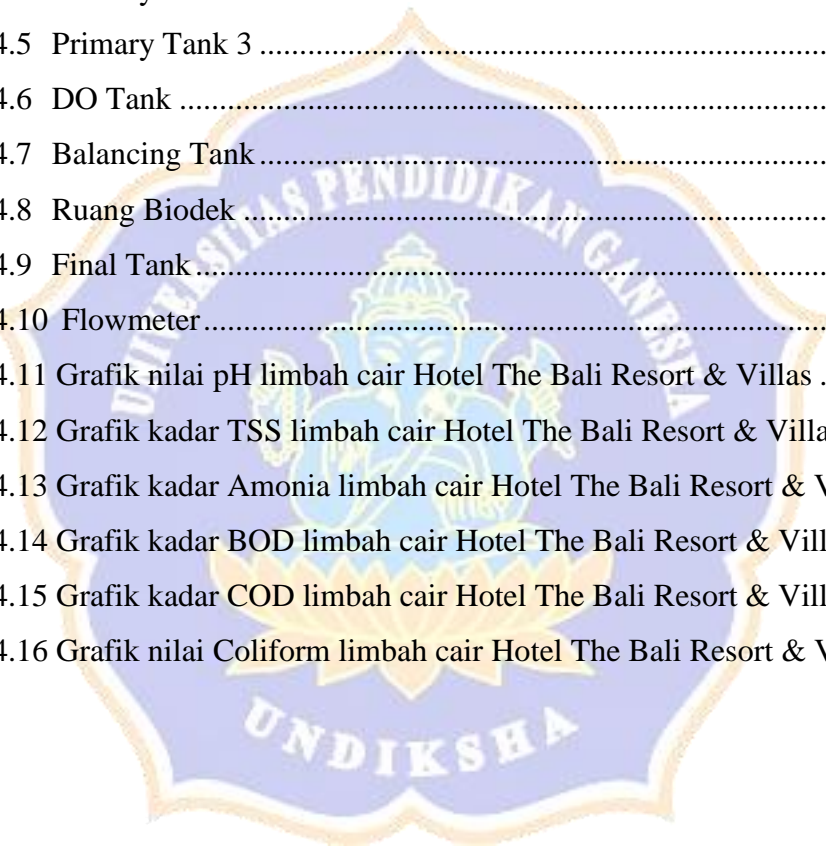 4.5 Primary Tank 3 ........................................................................
4.6 DO Tank ..................................................................................
4.7 Balancing Tank ........................................................................
4.8 Ruang Biodek ..........................................................................
4.9 Final Tank ................................................................................
4.10 Flowmeter ..............................................................................
4.11 Grafik nilai pH limbah cair Hotel The Bali Resort & Villas .
4.12 Grafik kadar TSS limbah cair Hotel The Bali Resort & Villa
4.13 Grafik kadar Amonia limbah cair Hotel The Bali Resort & V
4.14 Grafik kadar BOD limbah cair Hotel The Bali Resort & Vill
4.15 Grafik kadar COD limbah cair Hotel The Bali Resort & Vill
4.16 Grafik nilai Coliform limbah cair Hotel The Bali Resort & V
UNIVERSITAS PENDIDIKAN GANESHA
UNDIKSHA